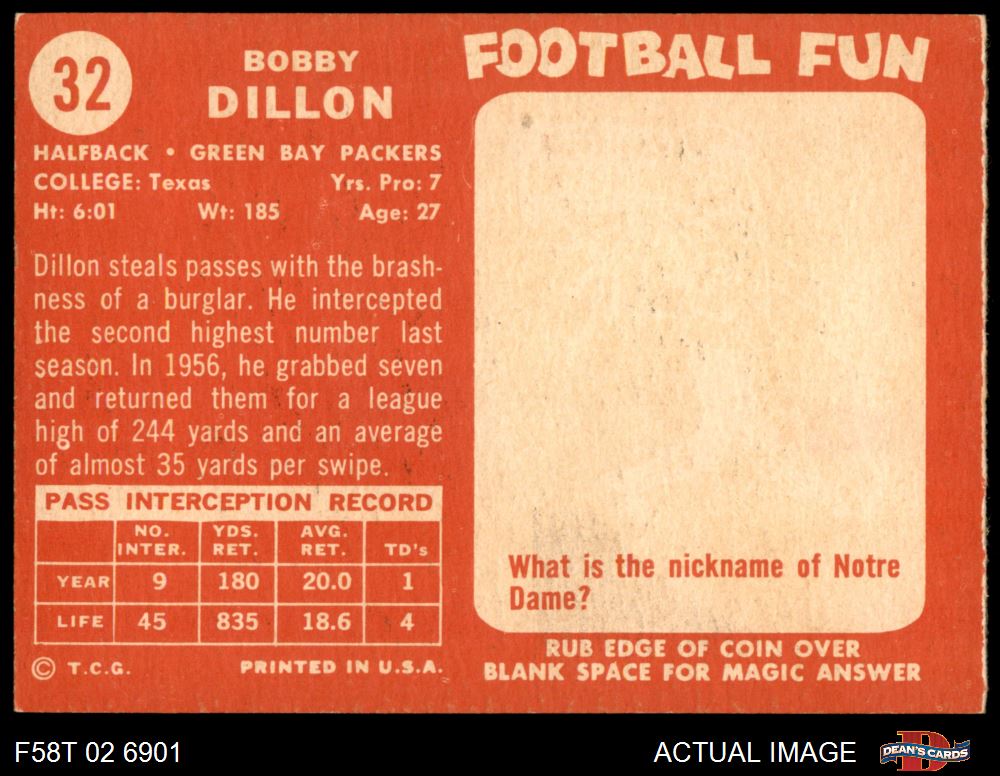 32
BOBBY
DILLON
HALFBACK • GREEN BAY PACKERS
COLLEGE: Texas Yrs. Pro: 7
Ht: 6:01 Wt: 185 Age: 27
Dillon steals passes with the brash-
ness of a burglar. He intercepted
the second highest number last
season. In 1956, he grabbed seven
and returned them for a league
high of 244 yards and an average
of almost 35 yards per swipe.
PASS INTERCEPTION RECORD
NO. INTER. YDS. RET. AVG. RET. TD's
YEAR 9 180 20.0 1
LIFE 45 835 18.6 4
© T.C.G. PRINTED IN U.S.A.
FOOTBALL FUN
What is the nickname of Notre
Dame?
RUB EDGE OF COIN OVER
BLANK SPACE FOR MAGIC ANSWER
F58T 02 6901
ACTUAL IMAGE
D
DEAN'S CARDS